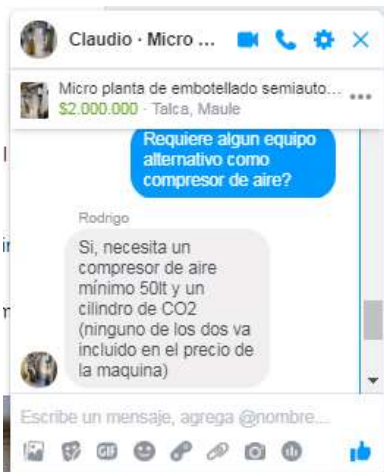 Claudio · Micro ...
Micro planta de embotellado semiauto...
$2.000.000 · Talca, Maule
Requiere algun equipo
alternativo como
compresor de aire?
Rodrigo
Si, necesita un
compresor de aire
mínimo 50lt y un
cilindro de CO2
(ninguno de los dos va
incluido en el precio de
la maquina)
Escribe un mensaje, agrega @nombre...
GIF